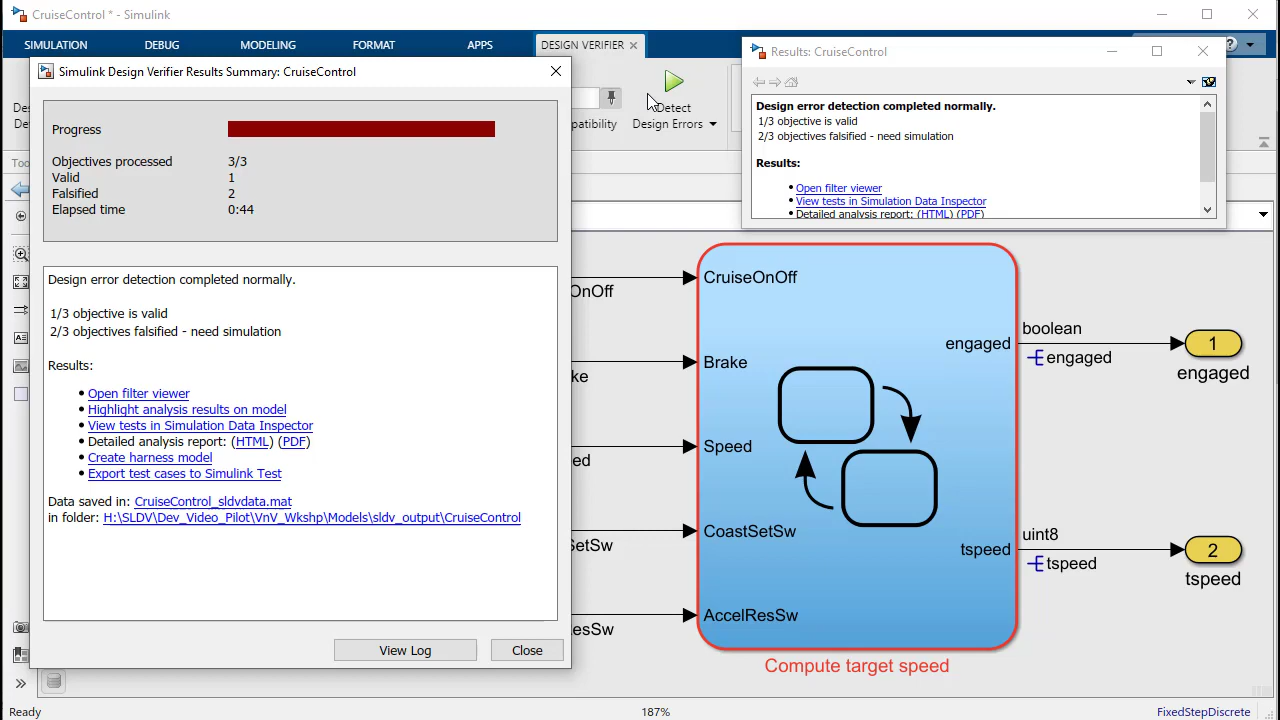 CruiseControl * - Simulink
SIMULATION DEBUG MODELING FORMAT APPS DESIGN VERIFIER
Simulink Design Verifier Results Summary: CruiseControl
Progress
Objectives processed 3/3
Valid 1
Falsified 2
Elapsed time 0:44
Design error detection completed normally.
1/3 objective is valid
2/3 objectives falsified - need simulation
Results:
Open filter viewer
Highlight analysis results on model
View tests in Simulation Data Inspector
Detailed analysis report: (HTML) (PDF)
Create harness model
Export test cases to Simulink Test
Data saved in: CruiseControl_sldvdata.mat
in folder: H:\SLDV\Dev_Video_Pilot\VnV_Wkshp\Models\sldv_output\CruiseControl
View Log Close
Detect
Design Errors
Results: CruiseControl
Design error detection completed normally.
1/3 objective is valid
2/3 objectives falsified - need simulation
Results:
Open filter viewer
View tests in Simulation Data Inspector
Detailed analysis report: (HTML) (PDF)
CruiseOnOff
Brake
Speed
CoastSetSw
AccelResSw
engaged
tspeed
boolean
engaged
1
engaged
uint8
tspeed
2
tspeed
Compute target speed
Ready 187% FixedStepDiscrete